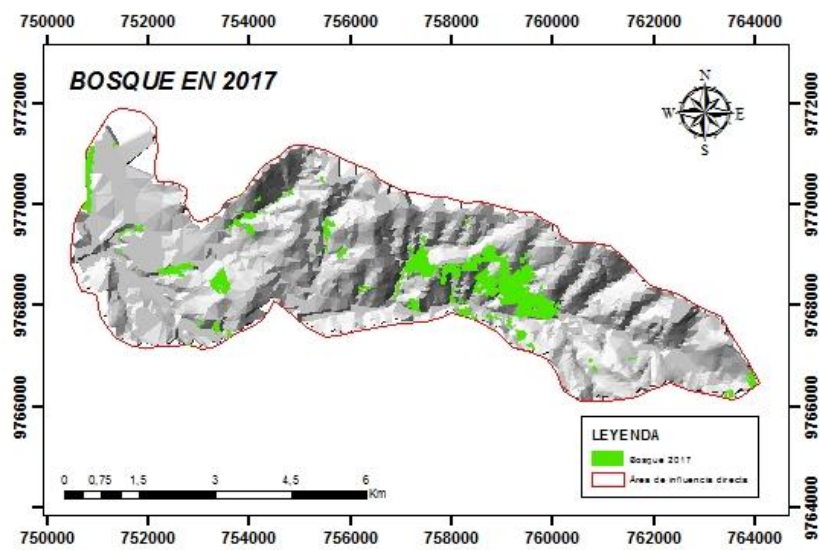 750000 752000 754000 756000 758000 760000 762000 764000
BOSQUE EN 2017
N
W E
S
9772000 9772000
9770000 9770000
9768000 9768000
9766000 9766000
9764000
LEYENDA
Bosque 2017
Área de influencia directa
0 0,75 1,5 3 4,5 6
Km
750000 752000 754000 756000 758000 760000 762000 764000